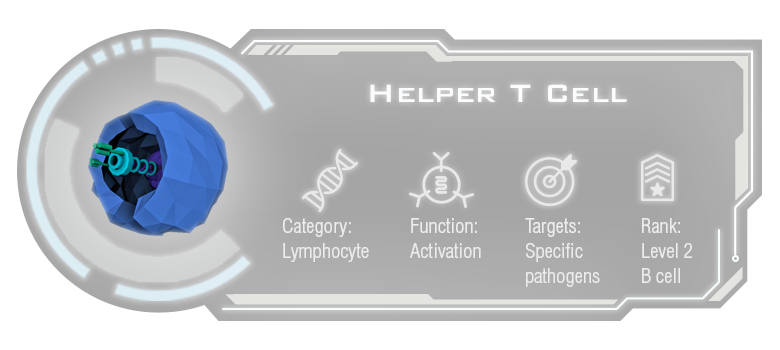 Helper T Cell
Category:
Lymphocyte
Function:
Activation
Targets:
Specific
pathogens
Rank:
Level 2
B cell